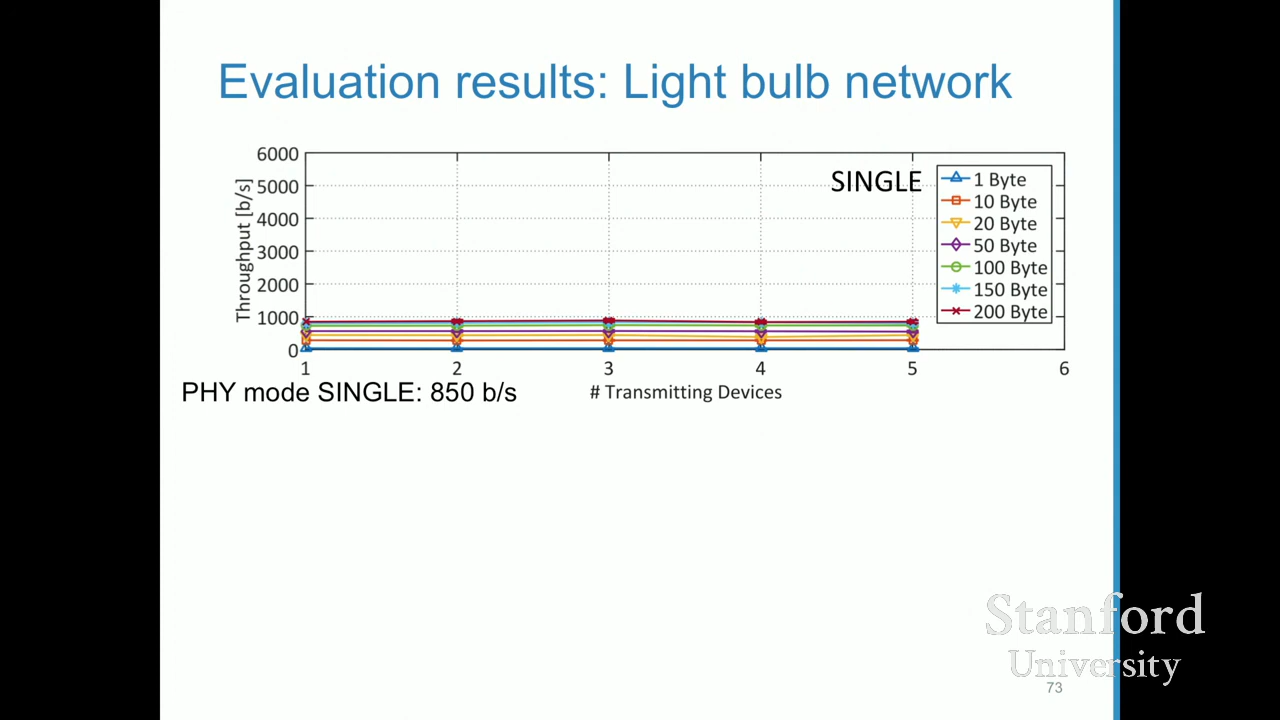 Evaluation results: Light bulb network
6000
5000
4000
3000
2000
1000
0
Throughput [b/s]
SINGLE
1 Byte
10 Byte
20 Byte
50 Byte
100 Byte
150 Byte
200 Byte
1 2 3 4 5 6
# Transmitting Devices
PHY mode SINGLE: 850 b/s
Stanford
University
73